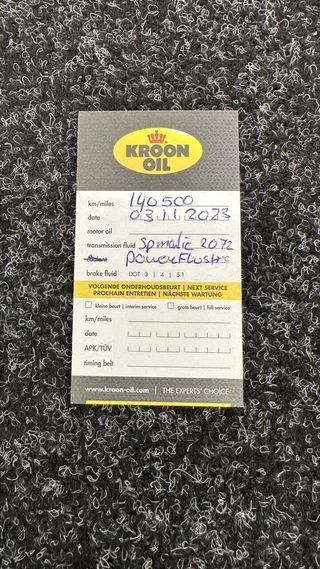 KROON
OIL
km/miles 140500
date 03.11.2023
motor oil
transmission fluid Spmatic 2072
PowerFlush
brake fluid DOT 3 | 4 | 5.1
VOLGENDE ONDERHOUDSBEURT | NEXT SERVICE
PROCHAIN ENTRETIEN | NÄCHSTE WARTUNG
kleine beurt | interim service grote beurt | full service
km/miles
date
APK/TÜV
timing belt
www.kroon-oil.com | THE EXPERTS' CHOICE